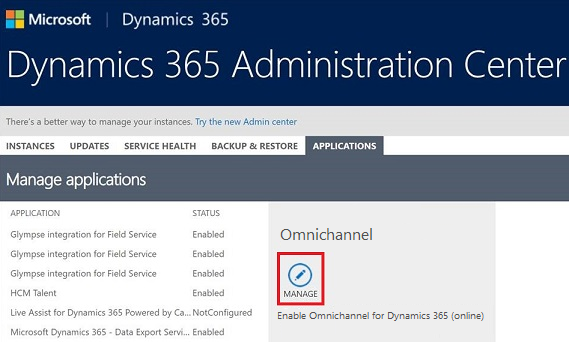 Microsoft Dynamics 365
Dynamics 365 Administration Center
There's a better way to manage your instances. Try the new Admin center
INSTANCES UPDATES SERVICE HEALTH BACKUP & RESTORE APPLICATIONS
Manage applications
APPLICATION STATUS
Glympse integration for Field Service Enabled
Glympse integration for Field Service Enabled
Glympse integration for Field Service Enabled
HCM Talent Enabled
Live Assist for Dynamics 365 Powered by Ca... NotConfigured
Microsoft Dynamics 365 - Data Export Servi... Enabled
Omnichannel
MANAGE
Enable Omnichannel for Dynamics 365 (online)